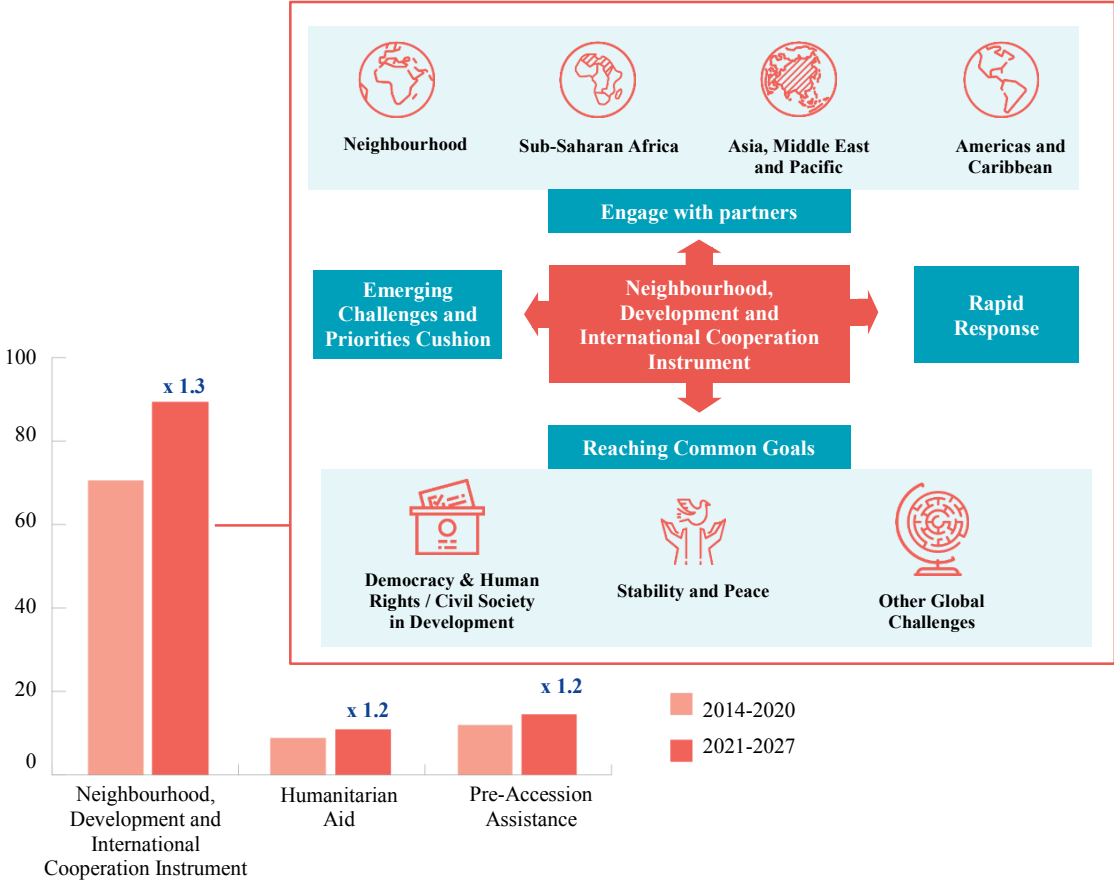 Neighbourhood
Sub-Saharan Africa
Asia, Middle East
and Pacific
Americas and
Caribbean
Engage with partners
Emerging
Challenges and
Priorities Cushion
Neighbourhood,
Development and
International Cooperation
Instrument
Rapid
Response
Reaching Common Goals
Democracy & Human
Rights / Civil Society
in Development
Stability and Peace
Other Global
Challenges
100
80
60
40
20
0
x 1.3
x 1.2
x 1.2
2014-2020
2021-2027
Neighbourhood,
Development and
International
Cooperation Instrument
Humanitarian
Aid
Pre-Accession
Assistance